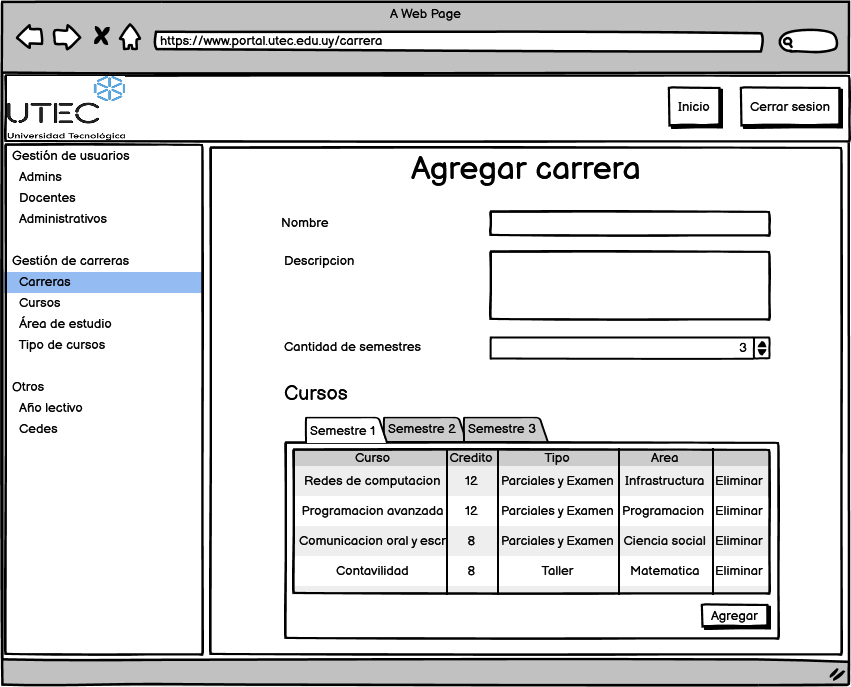 A Web Page
https://www.portal.utec.edu.uy/carrera
UTEC
Universidad Tecnológica
Inicio
Cerrar sesion
Gestión de usuarios
Admins
Docentes
Administrativos
Gestión de carreras
Carreras
Cursos
Área de estudio
Tipo de cursos
Otros
Año lectivo
Cedes
Agregar carrera
Nombre
Descripcion
Cantidad de semestres 3
Cursos
Semestre 1 Semestre 2 Semestre 3
Curso Credito Tipo Area
Redes de computacion 12 Parciales y Examen Infrastructura Eliminar
Programacion avanzada 12 Parciales y Examen Programacion Eliminar
Comunicacion oral y escr 8 Parciales y Examen Ciencia social Eliminar
Contavilidad 8 Taller Matematica Eliminar
Agregar